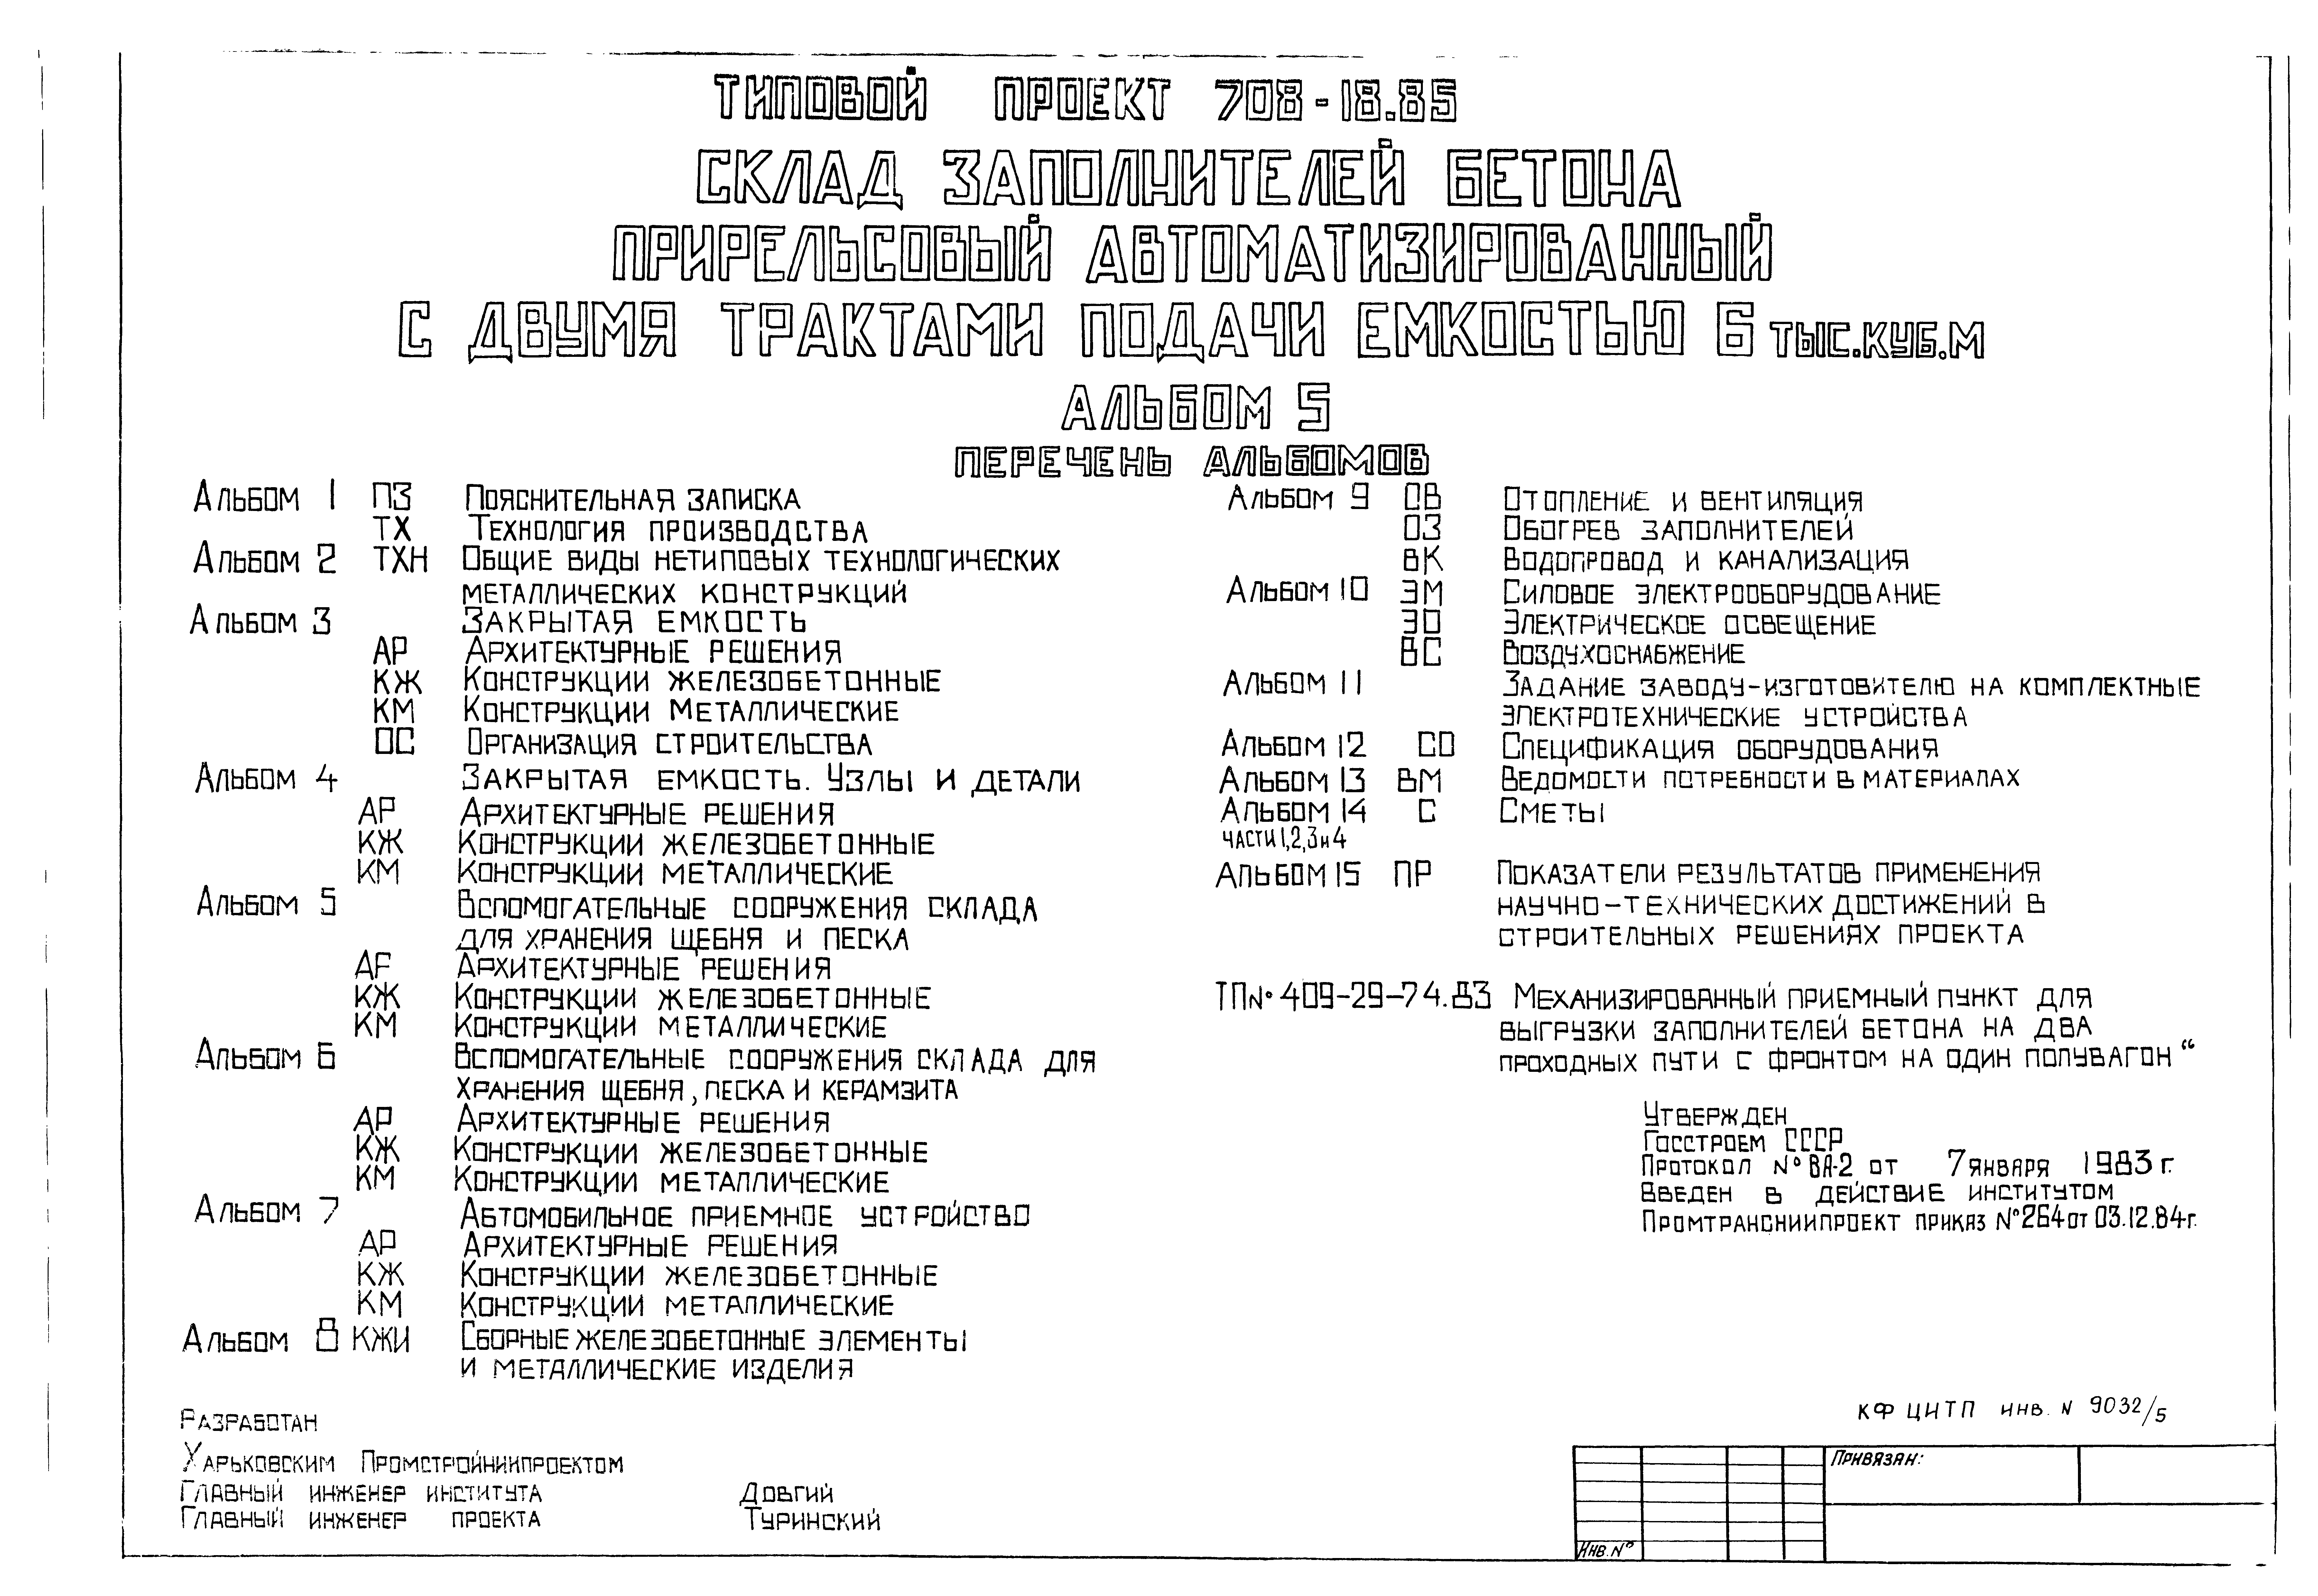 ТИПОВОЙ ПРОЕКТ 708-18.85
СКЛАД ЗАПОЛНИТЕЛЕЙ БЕТОНА
ПРИРЕЛЬСОВЫЙ АВТОМАТИЗИРОВАННЫЙ
С ДВУМЯ ТРАКТАМИ ПОДАЧИ ЕМКОСТЬЮ 6 ТЫС.КУБ.М
АЛЬБОМ 5
ПЕРЕЧЕНЬ АЛЬБОМОВ
Альбом 1 ПЗ Пояснительная записка
ТХ Технология производства
Альбом 2 ТХН Общие виды нетиповых технологических
металлических конструкций
Альбом 3 Закрытая емкость
АР Архитектурные решения
КЖ Конструкции железобетонные
КМ Конструкции металлические
ОС Организация строительства
Альбом 4 Закрытая емкость. Узлы и детали
АР Архитектурные решения
КЖ Конструкции железобетонные
КМ Конструкции металлические
Альбом 5 Вспомогательные сооружения склада
для хранения щебня и песка
АР Архитектурные решения
КЖ Конструкции железобетонные
КМ Конструкции металлические
Альбом 6 Вспомогательные сооружения склада для
хранения щебня, песка и керамзита
АР Архитектурные решения
КЖ Конструкции железобетонные
КМ Конструкции металлические
Альбом 7 Автомобильное приемное устройство
АР Архитектурные решения
КЖ Конструкции железобетонные
КМ Конструкции металлические
Альбом 8 КЖИ Сборные железобетонные элементы
и металлические изделия
Альбом 9 ОВ Отопление и вентиляция
ОЗ Обогрев заполнителей
ВК Водопровод и канализация
Альбом 10 ЭМ Силовое электрооборудование
ЭО Электрическое освещение
ВС Воздухоснабжение
Альбом 11 Задание заводу-изготовителю на комплектные
электротехнические устройства
Альбом 12 СО Спецификация оборудования
Альбом 13 ВМ Ведомости потребности в материалах
Альбом 14 С Сметы
части 1,2,3 и 4
Альбом 15 ПР Показатели результатов применения
научно-технических достижений в
строительных решениях проекта
ТП№ 409-29-74.83 Механизированный приемный пункт для
выгрузки заполнителей бетона на два
проходных пути с фронтом на один полувагон“
Утвержден
Госстроем СССР
Протокол №ВА-2 от 7 января 1983 г.
Введен в действие институтом
Промтрансниипроект приказ №264 от 03.12.84г.
Разработан
Харьковским Промстройниипроектом
Главный инженер института Довгий
Главный инженер проекта Туринский
КФ ЦИТП инв. N 9032/5
Привязан:
Инв. №